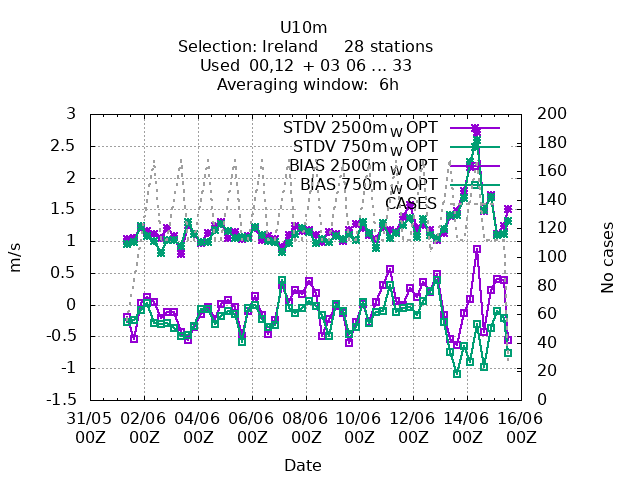 U10m
Selection: Ireland 28 stations
Used 00,12 + 03 06 ... 33
Averaging window: 6h
STDV 2500m_W OPT
STDV 750m_W OPT
BIAS 2500m_W OPT
BIAS 750m_W OPT
CASES
m/s
3
2.5
2
1.5
1
0.5
0
-0.5
-1
-1.5
No cases
200
180
160
140
120
100
80
60
40
20
0
31/05 02/06 04/06 06/06 08/06 10/06 12/06 14/06 16/06
00Z 00Z 00Z 00Z 00Z 00Z 00Z 00Z 00Z
Date